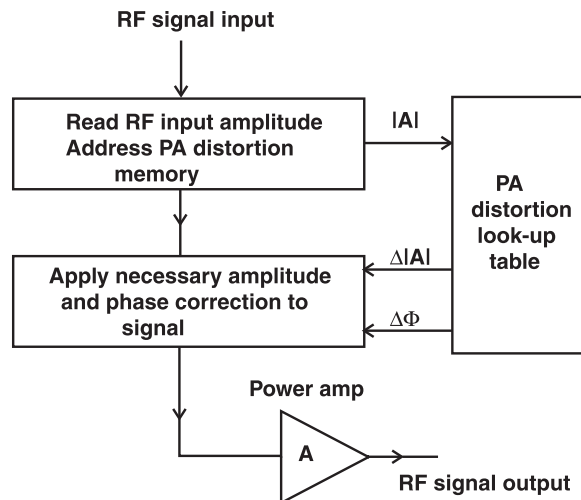 RF signal input
Read RF input amplitude
Address PA distortion
memory
|A|
PA
distortion
look-up
table
Apply necessary amplitude
and phase correction to
signal
Δ|A|
ΔΦ
Power amp
A
RF signal output